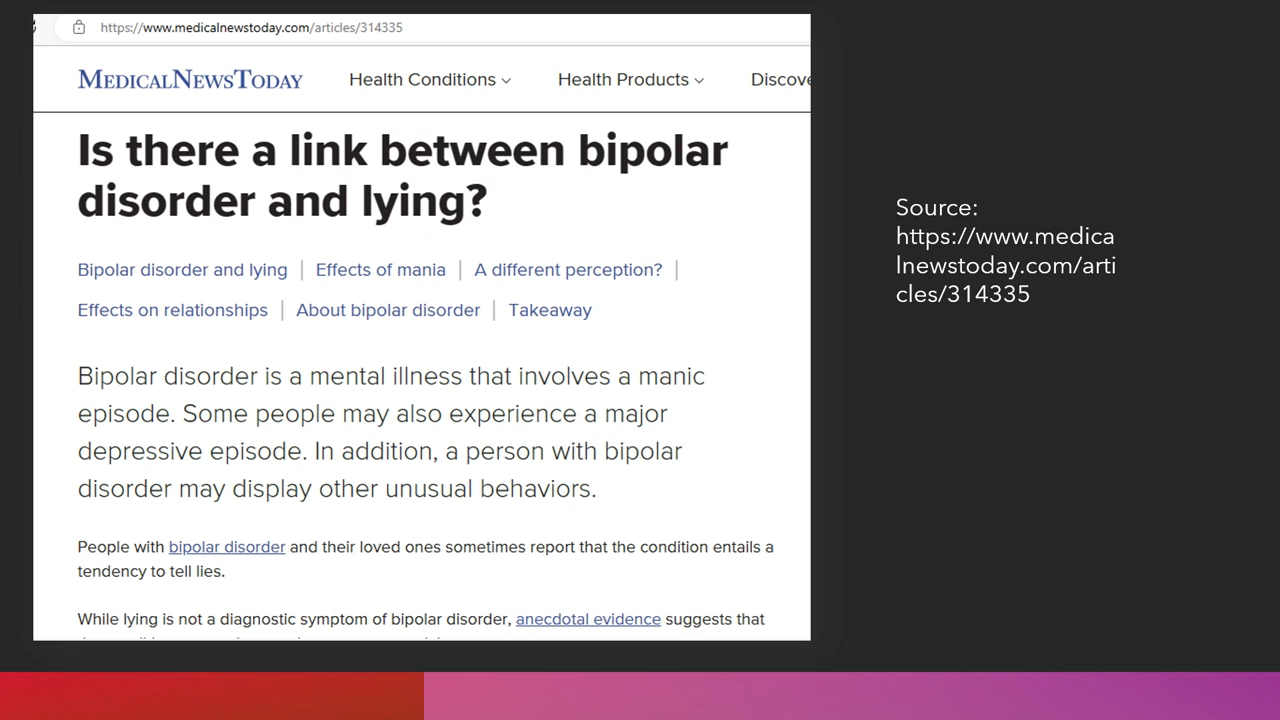 https://www.medicalnewstoday.com/articles/314335
MEDICALNEWSTODAY
Health Conditions
Health Products
Discove
Is there a link between bipolar
disorder and lying?
Bipolar disorder and lying | Effects of mania | A different perception? |
Effects on relationships | About bipolar disorder | Takeaway
Bipolar disorder is a mental illness that involves a manic
episode. Some people may also experience a major
depressive episode. In addition, a person with bipolar
disorder may display other unusual behaviors.
People with bipolar disorder and their loved ones sometimes report that the condition entails a
tendency to tell lies.
While lying is not a diagnostic symptom of bipolar disorder, anecdotal evidence suggests that
Source:
https://www.medica
lnewstoday.com/arti
cles/314335